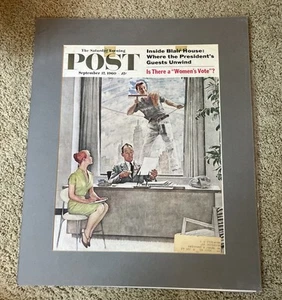 The Saturday Evening
POST
September 17, 1960 15¢
Inside Blair House:
Where the President's
Guests Unwind
Is There a "Women's Vote"?